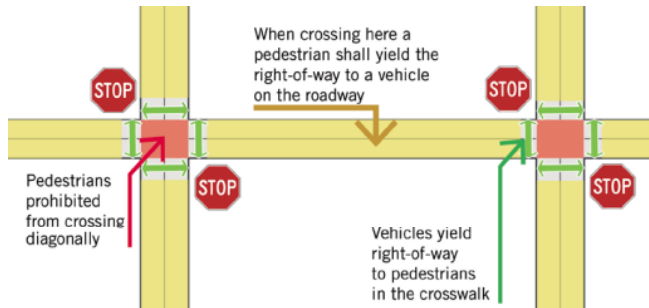 When crossing here a
pedestrian shall yield the
right-of-way to a vehicle
on the roadway
STOP
STOP
Pedestrians
prohibited
from crossing
diagonally
STOP
STOP
Vehicles yield
right-of-way
to pedestrians
in the crosswalk